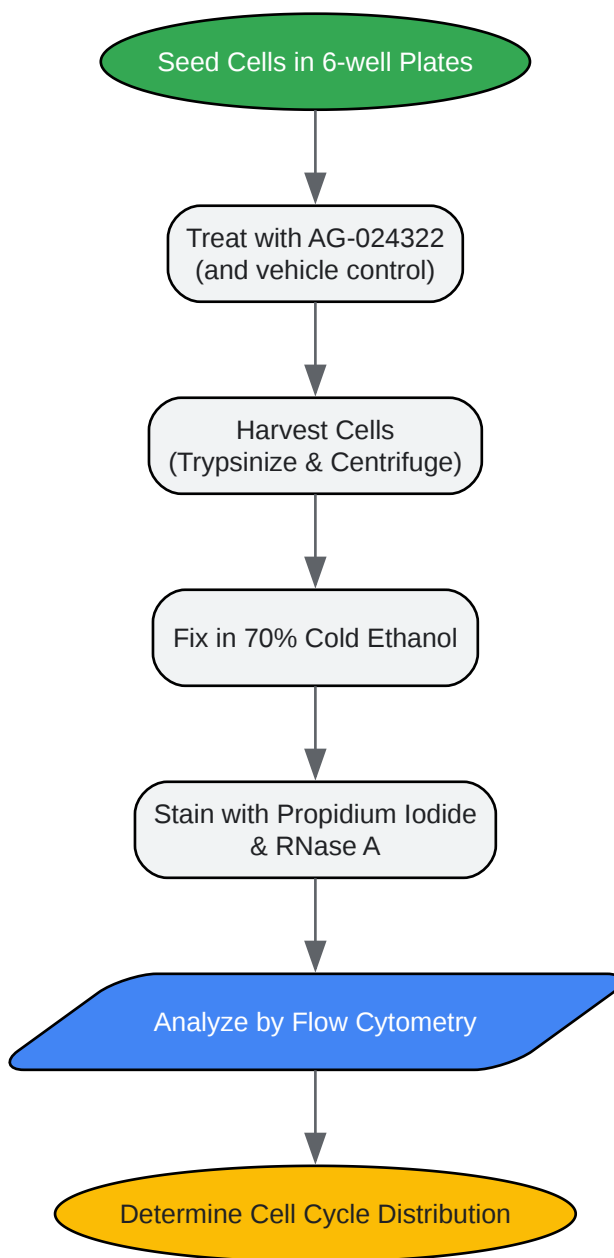 Seed Cells in 6-well Plates
Treat with AG-024322
(and vehicle control)
Harvest Cells
(Trypsinize & Centrifuge)
Fix in 70% Cold Ethanol
Stain with Propidium Iodide
& RNase A
Analyze by Flow Cytometry
Determine Cell Cycle Distribution